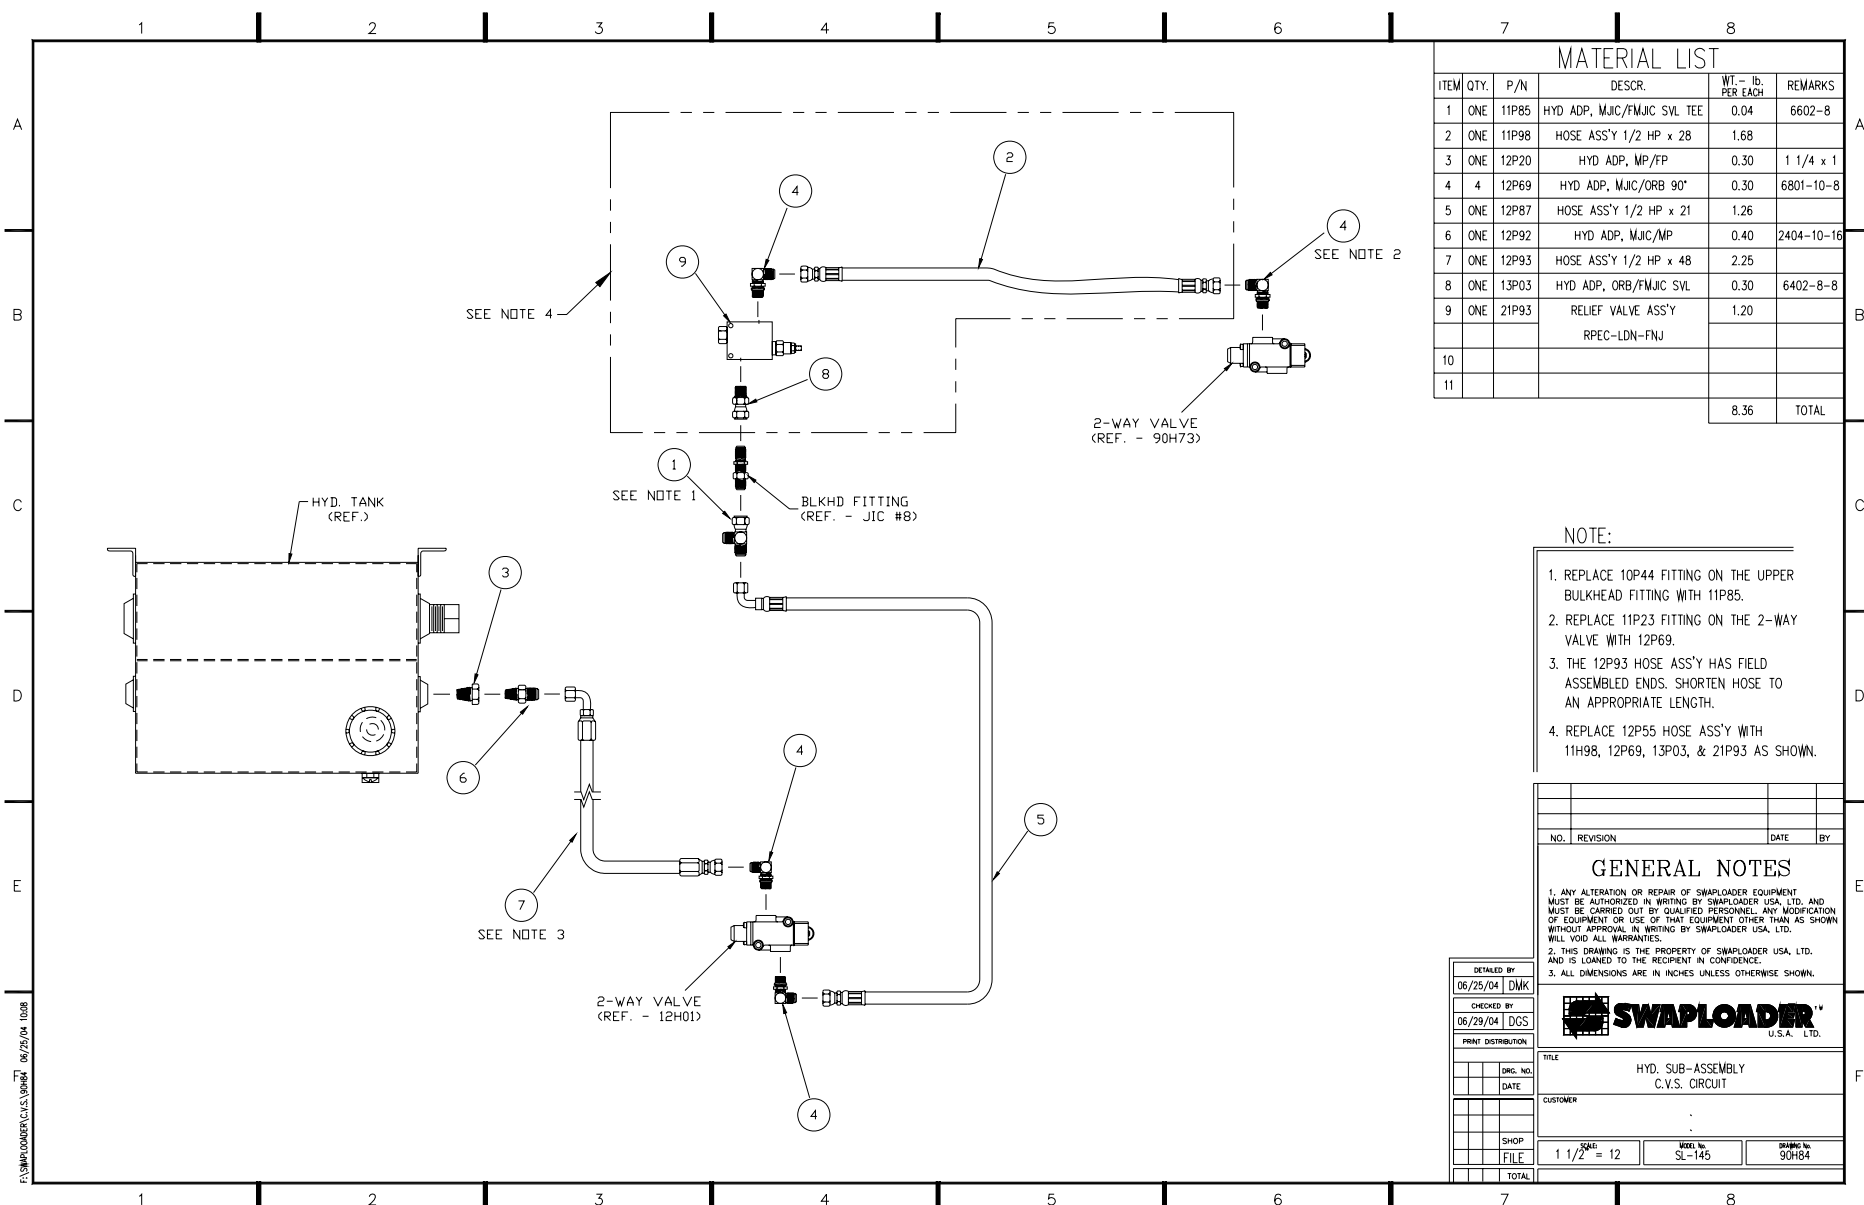 1 2 3 4 5 6 7 8
A
B
C
D
E
F
MATERIAL LIST
ITEM QTY. P/N DESCR. WT.- lb. PER EACH REMARKS
1 ONE 11P85 HYD ADP, MJIC/FMJIC SVL TEE 0.04 6602-8
2 ONE 11P98 HOSE ASS'Y 1/2 HP x 28 1.68
3 ONE 12P20 HYD ADP, MP/FP 0.30 1 1/4 x 1
4 4 12P69 HYD ADP, MJIC/ORB 90° 0.30 6801-10-8
5 ONE 12P87 HOSE ASS'Y 1/2 HP x 21 1.26
6 ONE 12P92 HYD ADP, MJIC/MP 0.40 2404-10-16
7 ONE 12P93 HOSE ASS'Y 1/2 HP x 48 2.25
8 ONE 13P03 HYD ADP, ORB/FMJIC SVL 0.30 6402-8-8
9 ONE 21P93 RELIEF VALVE ASS'Y 1.20
RPEC-LDN-FNJ
10
11
8.36 TOTAL
2
4
4
SEE NOTE 2
9
SEE NOTE 4
8
2-WAY VALVE
(REF. - 90H73)
1
SEE NOTE 1
BLKHD FITTING
(REF. - JIC #8)
HYD. TANK
(REF.)
3
6
4
5
7
SEE NOTE 3
2-WAY VALVE
(REF. - 12H01)
4
NOTE:
1. REPLACE 10P44 FITTING ON THE UPPER
BULKHEAD FITTING WITH 11P85.
2. REPLACE 11P23 FITTING ON THE 2-WAY
VALVE WITH 12P69.
3. THE 12P93 HOSE ASS'Y HAS FIELD
ASSEMBLED ENDS. SHORTEN HOSE TO
AN APPROPRIATE LENGTH.
4. REPLACE 12P55 HOSE ASS'Y WITH
11H98, 12P69, 13P03, & 21P93 AS SHOWN.
NO. REVISION DATE BY
GENERAL NOTES
1. ANY ALTERATION OR REPAIR OF SWAPLOADER EQUIPMENT
MUST BE AUTHORIZED IN WRITING BY SWAPLOADER USA, LTD. AND
MUST BE CARRIED OUT BY QUALIFIED PERSONNEL. ANY MODIFICATION
OF EQUIPMENT OR USE OF THAT EQUIPMENT OTHER THAN AS SHOWN
WITHOUT APPROVAL IN WRITING BY SWAPLOADER USA, LTD.
WILL VOID ALL WARRANTIES.
2. THIS DRAWING IS THE PROPERTY OF SWAPLOADER USA, LTD.
AND IS LOANED TO THE RECIPIENT IN CONFIDENCE.
3. ALL DIMENSIONS ARE IN INCHES UNLESS OTHERWISE SHOWN.
DETAILED BY
06/25/04 DMK
CHECKED BY
06/29/04 DGS
PRINT DISTRIBUTION
DRG. NO.
DATE
SHOP
FILE
TOTAL
SWAPLOADER™
U.S.A. LTD.
TITLE
HYD. SUB-ASSEMBLY
C.V.S. CIRCUIT
CUSTOMER
SCALE: MODEL No. DRAWING No.
1 1/2" = 12 SL-145 90H84
F:\SWAPLOOADER\C.V.S.\90H84 06/25/04 10:08
A
B
C
D
E
F
1 2 3 4 5 6 7 8